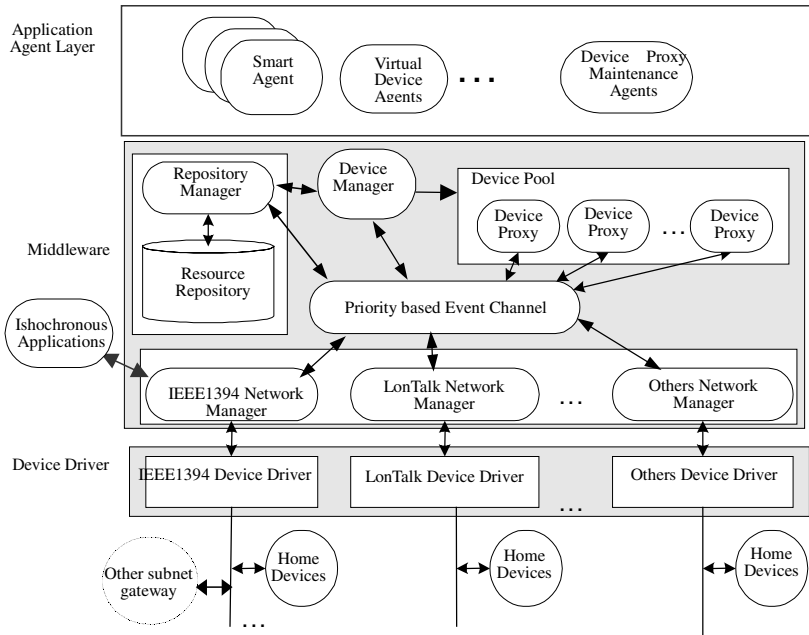 Application
Agent Layer
Smart
Agent
Virtual
Device
Agents
...
Device Proxy
Maintenance
Agents
Middleware
Repository
Manager
Device
Manager
Device Pool
Device
Proxy
Device
Proxy
...
Device
Proxy
Resource
Repository
Priority based Event Channel
Ishochronous
Applications
IEEE1394 Network
Manager
LonTalk Network
Manager
...
Others Network
Manager
Device Driver
IEEE1394 Device Driver
LonTalk Device Driver
...
Others Device Driver
Other subnet
gateway
Home
Devices
Home
Devices
Home
Devices
...